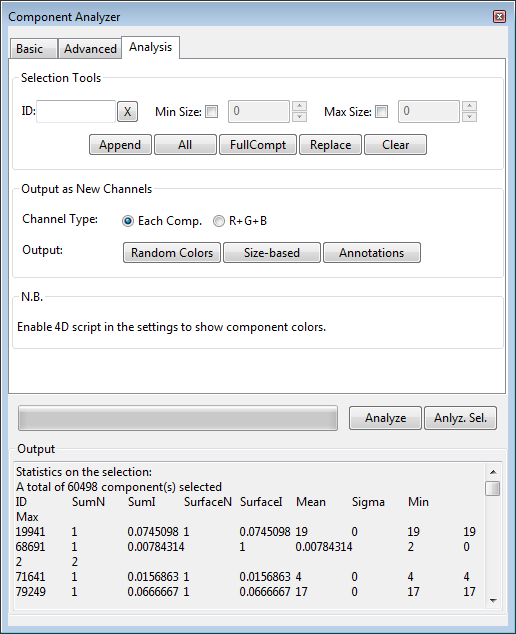 Component Analyzer
Basic Advanced Analysis
Selection Tools
ID: X Min Size: 0 Max Size: 0
Append All FullCompt Replace Clear
Output as New Channels
Channel Type: Each Comp. R+G+B
Output: Random Colors Size-based Annotations
N.B.
Enable 4D script in the settings to show component colors.
Analyze Anlyz. Sel.
Output
Statistics on the selection:
A total of 60498 component(s) selected
ID SumN SumI SurfaceN SurfaceI Mean Sigma Min
Max
19941 1 0.0745098 1 0.0745098 19 0 19 19
68691 1 0.00784314 1 0.00784314 2 0
2 2
71641 1 0.0156863 1 0.0156863 4 0 4 4
79249 1 0.0666667 1 0.0666667 17 0 17 17